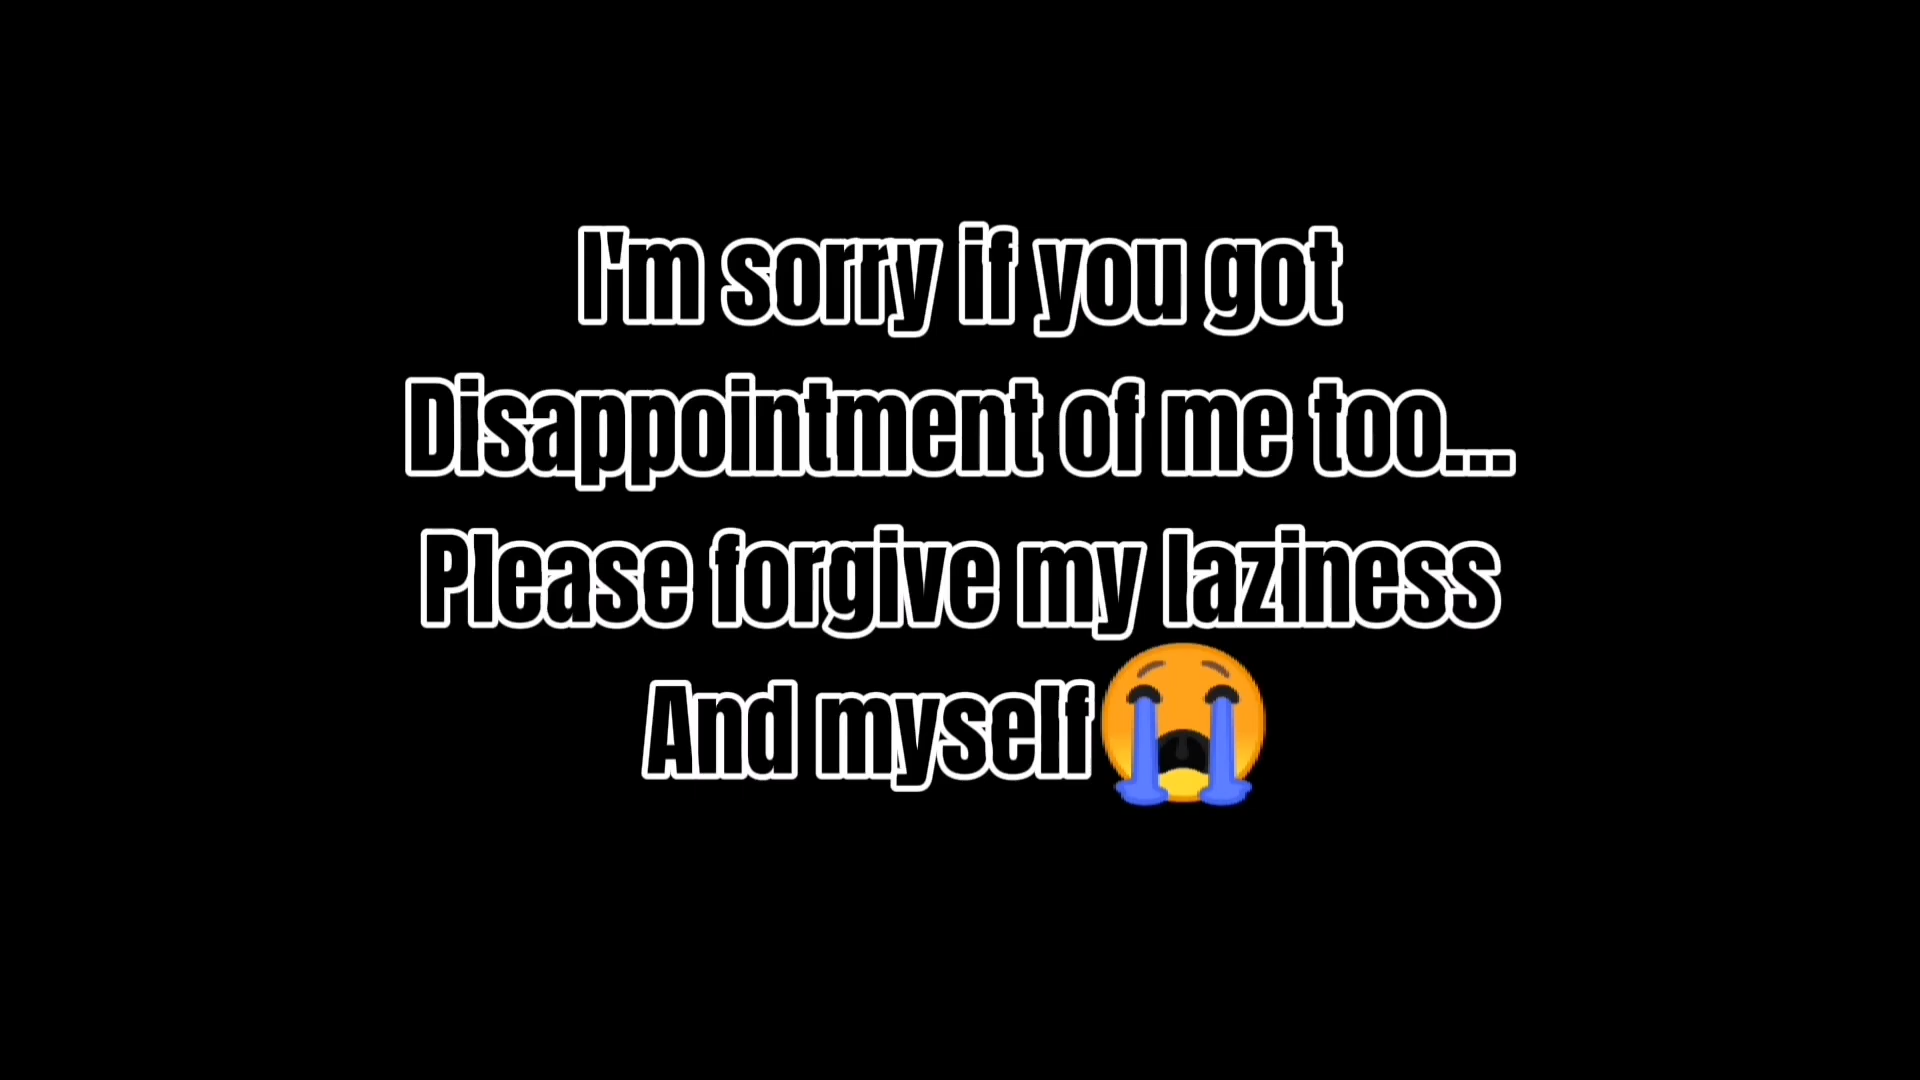 I'm sorry if you got
Disappointment of me too...
Please forgive my laziness
And myself😭